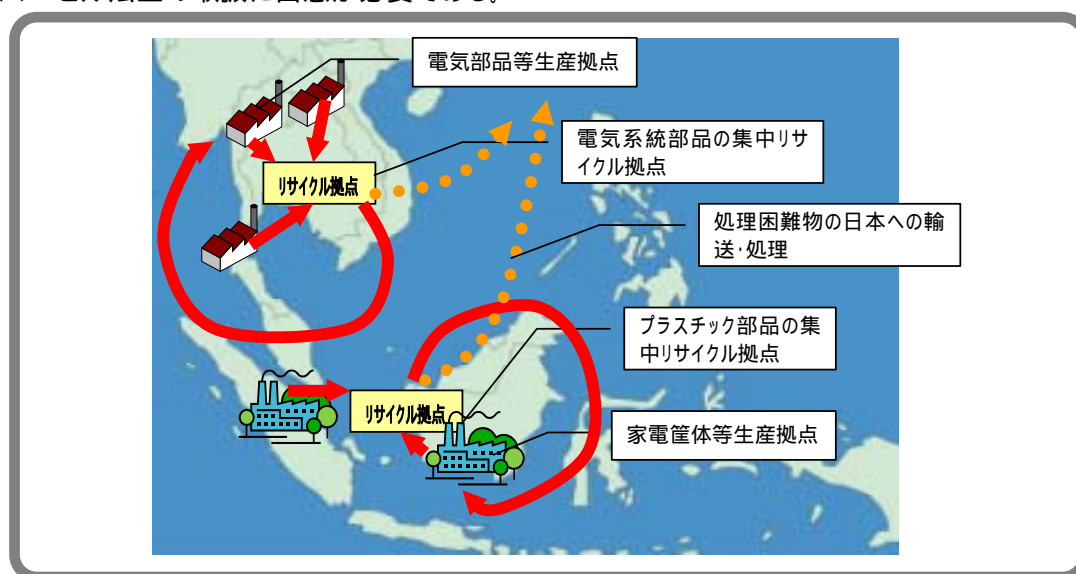 電気部品等生産拠点
電気系統部品の集中リサ
イクル拠点
リサイクル拠点
処理困難物の日本への輸
送･処理
プラスチック部品の集
中リサイクル拠点
リサイクル拠点
家電筐体等生産拠点